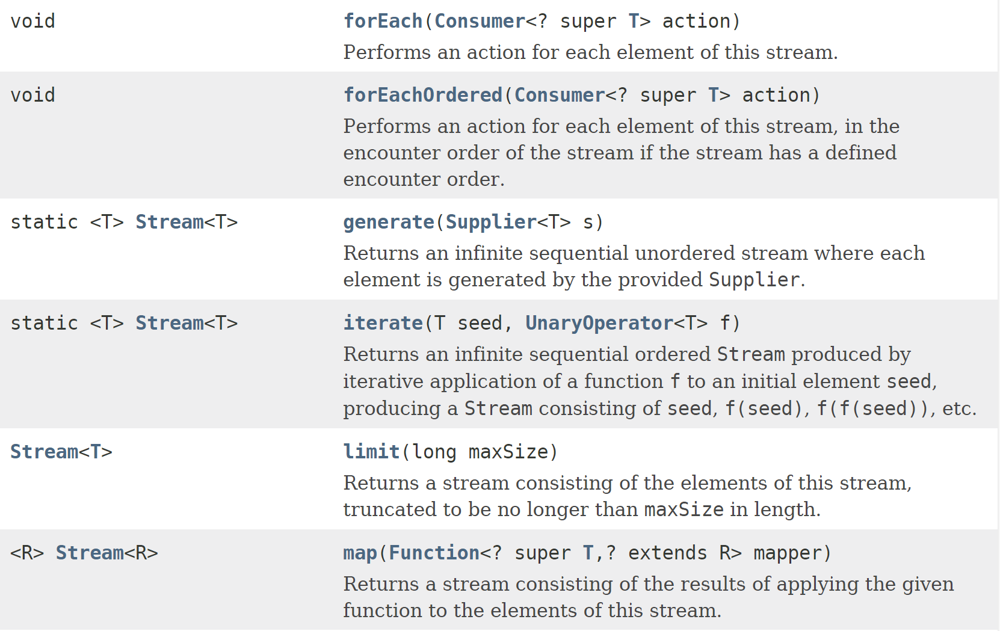 void forEach(Consumer<? super T> action)
Performs an action for each element of this stream.
void forEachOrdered(Consumer<? super T> action)
Performs an action for each element of this stream, in the
encounter order of the stream if the stream has a defined
encounter order.
static <T> Stream<T> generate(Supplier<T> s)
Returns an infinite sequential unordered stream where each
element is generated by the provided Supplier.
static <T> Stream<T> iterate(T seed, UnaryOperator<T> f)
Returns an infinite sequential ordered Stream produced by
iterative application of a function f to an initial element seed,
producing a Stream consisting of seed, f(seed), f(f(seed)), etc.
Stream<T> limit(long maxSize)
Returns a stream consisting of the elements of this stream,
truncated to be no longer than maxSize in length.
<R> Stream<R> map(Function<? super T,? extends R> mapper)
Returns a stream consisting of the results of applying the given
function to the elements of this stream.